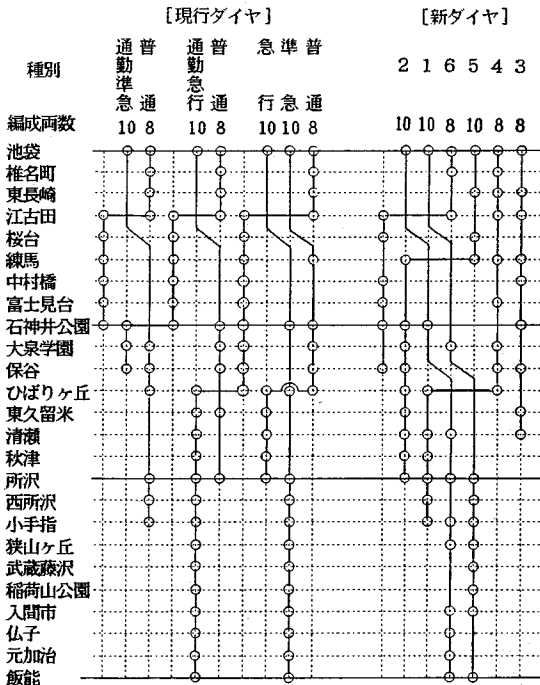 [現行ダイヤ] [新ダイヤ]
種別 通勤準急 普通 通勤急行 普通 急行 準急 普通 2 1 6 5 4 3
編成両数 10 8 10 8 10 10 8 10 10 8 10 8 8
池袋
椎名町
東長崎
江古田
桜台
練馬
中村橋
富士見台
石神井公園
大泉学園
保谷
ひばりヶ丘
東久留米
清瀬
秋津
所沢
西所沢
小手指
狭山ヶ丘
武蔵藤沢
稲荷山公園
入間市
仏子
元加治
飯能